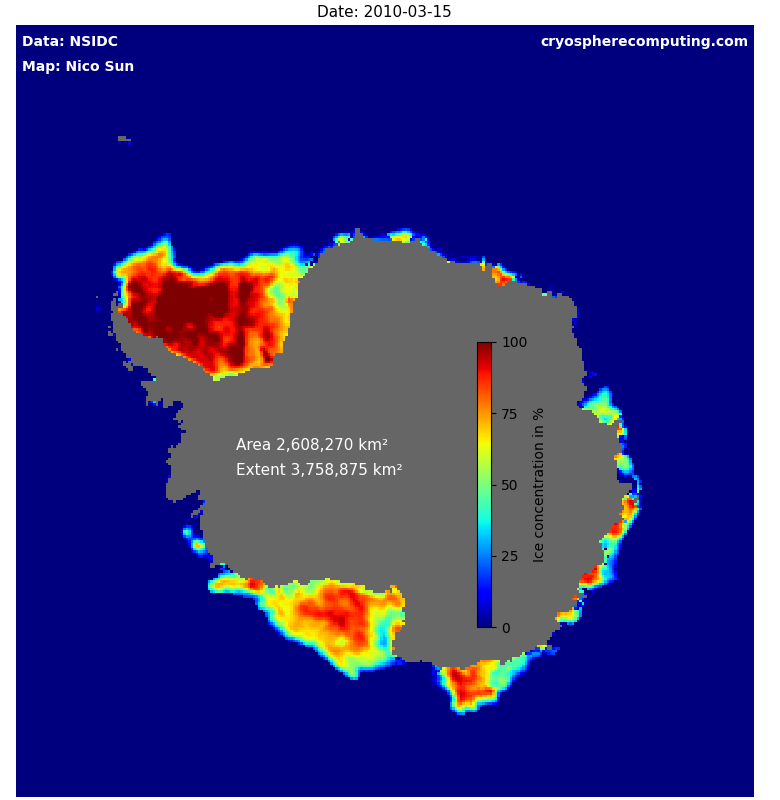 Date: 2010-03-15
Data: NSIDC
cryospherecomputing.com
Map: Nico Sun
100
75
50
25
0
Ice concentration in %
Area 2,608,270 km²
Extent 3,758,875 km²